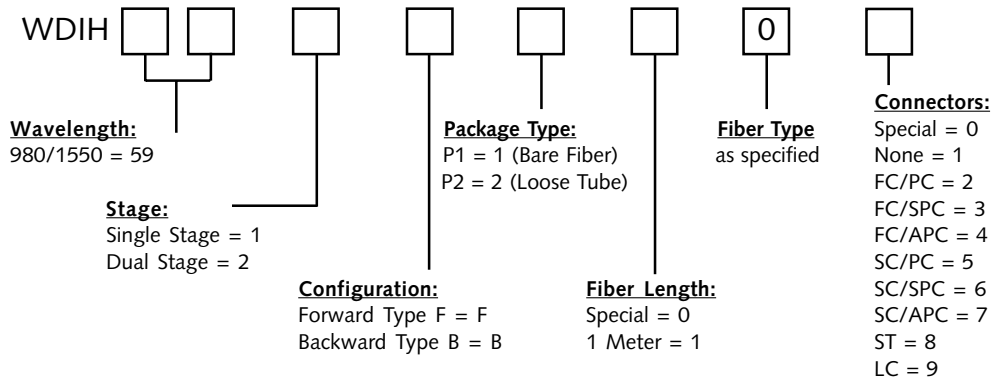 WDIH 0
Wavelength:
980/1550 = 59
Stage:
Single Stage = 1
Dual Stage = 2
Configuration:
Forward Type F = F
Backward Type B = B
Package Type:
P1 = 1 (Bare Fiber)
P2 = 2 (Loose Tube)
Fiber Length:
Special = 0
1 Meter = 1
Fiber Type
as specified
Connectors:
Special = 0
None = 1
FC/PC = 2
FC/SPC = 3
FC/APC = 4
SC/PC = 5
SC/SPC = 6
SC/APC = 7
ST = 8
LC = 9